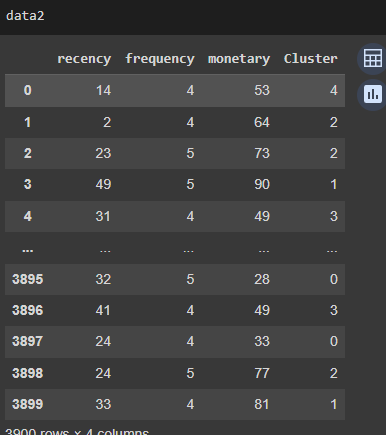 data2
recency frequency monetary Cluster
0 14 4 53 4
1 2 4 64 2
2 23 5 73 2
3 49 5 90 1
4 31 4 49 3
... ... ... ... ...
3895 32 5 28 0
3896 41 4 49 3
3897 24 4 33 0
3898 24 5 77 2
3899 33 4 81 1
3900 rows × 4 columns